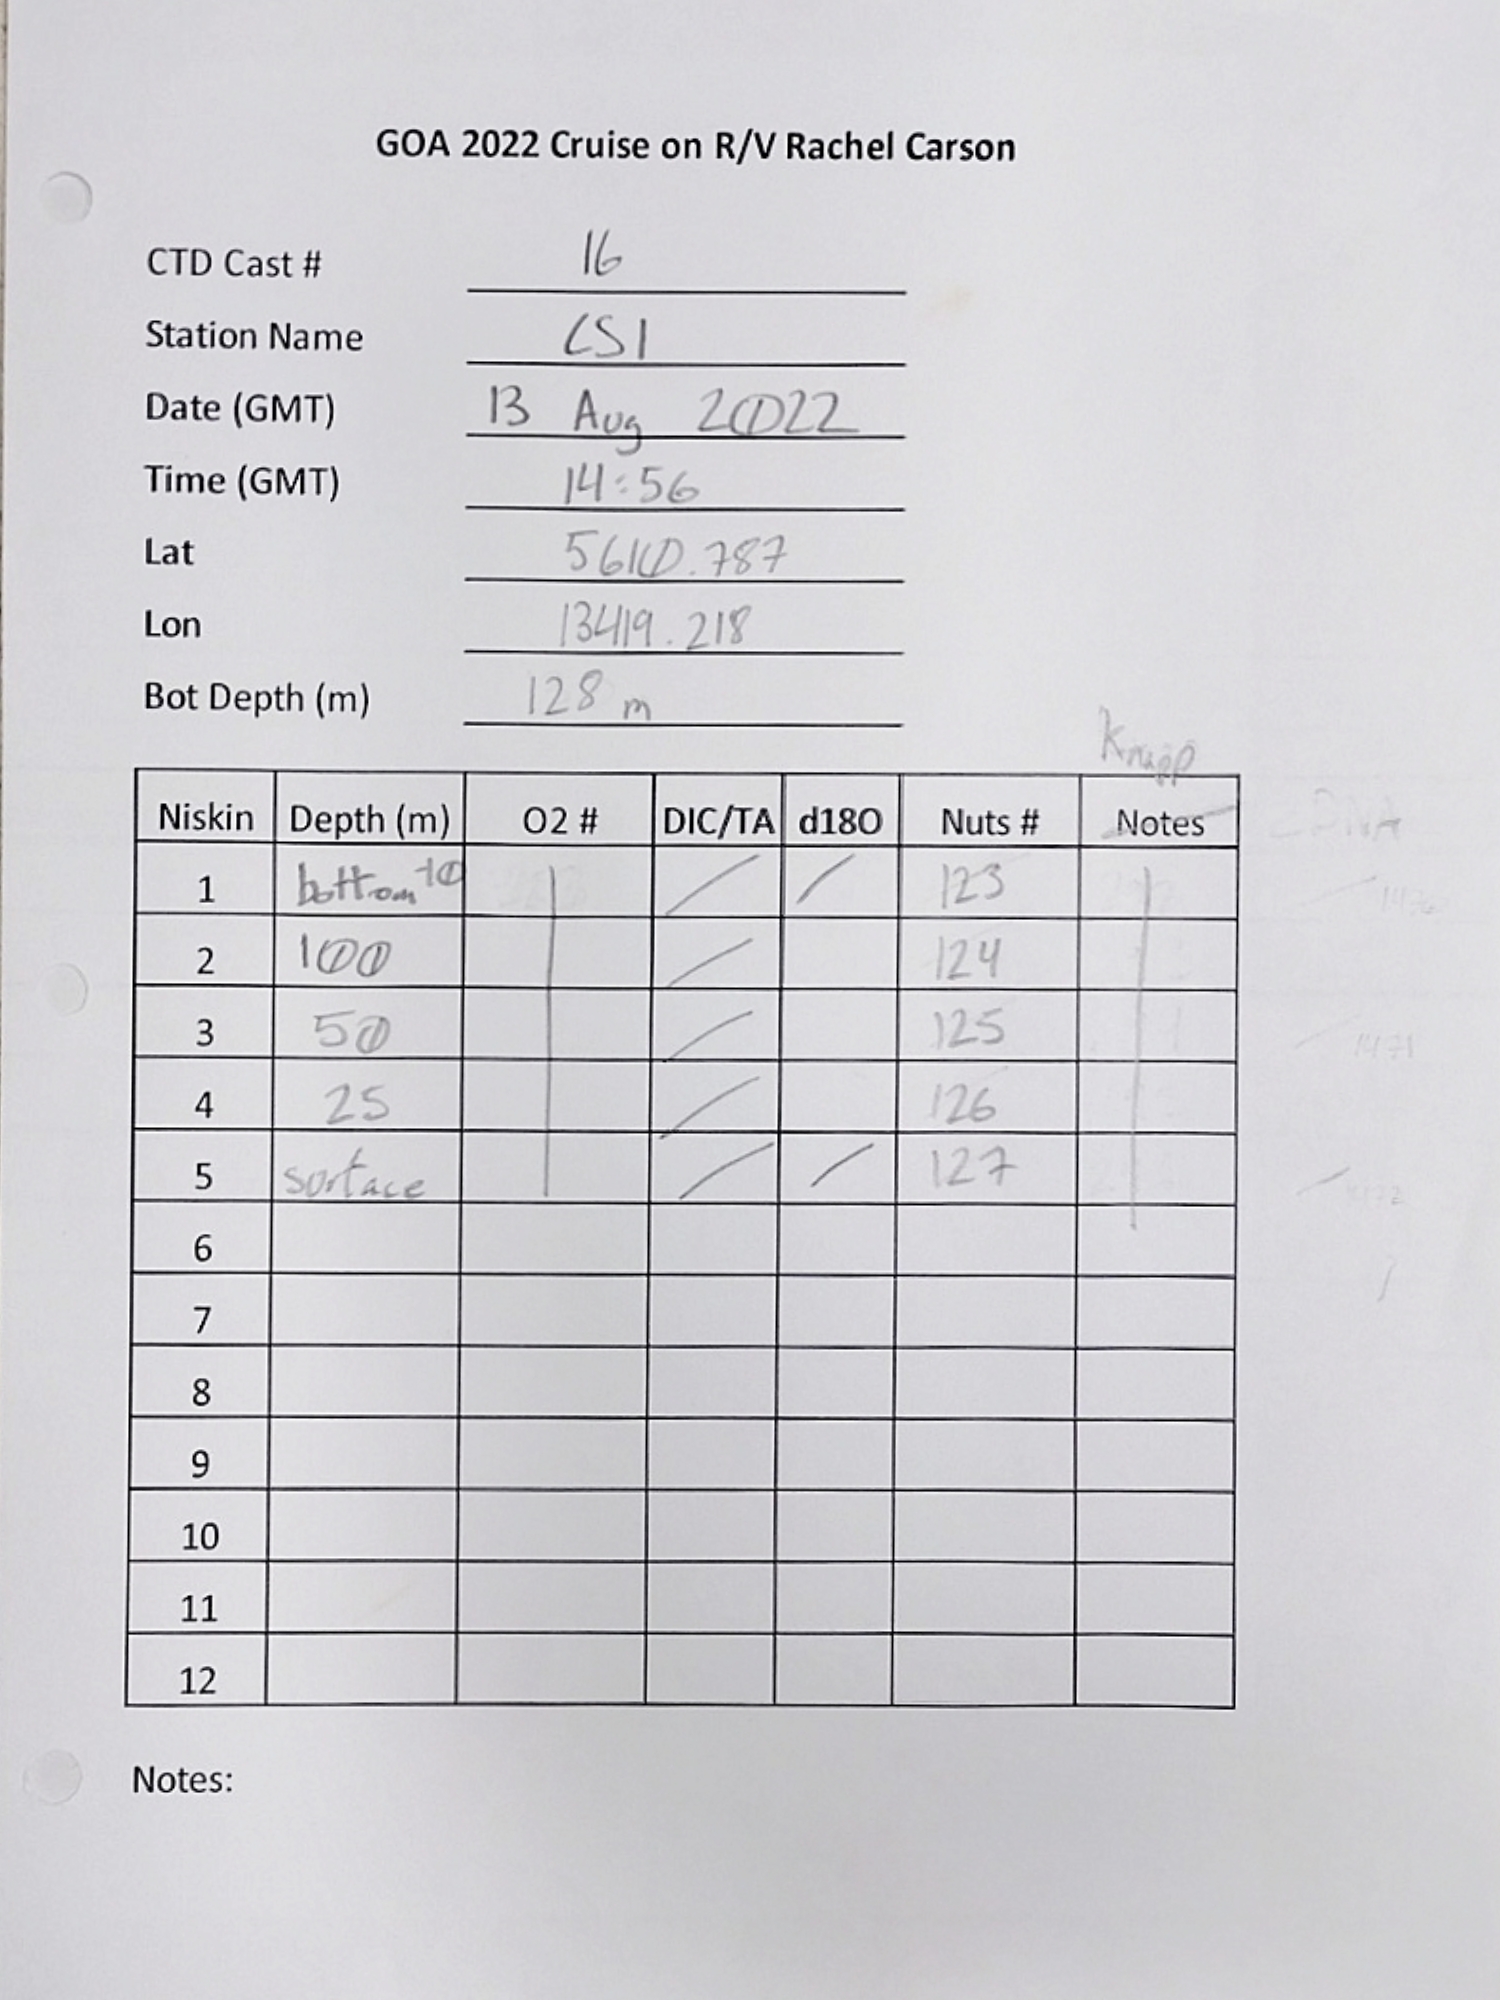 GOA 2022 Cruise on R/V Rachel Carson
CTD Cast # 16
Station Name CS1
Date (GMT) 13 Aug 2022
Time (GMT) 14:56
Lat 5610.787
Lon 13419.218
Bot Depth (m) 128 m
Knapp
Niskin Depth (m) O2 # DIC/TA d18O Nuts # Notes
1 bottom 10 / / 123
2 100 / 124
3 50 / 125
4 25 / 126
5 surface / / 127
6
7
8
9
10
11
12
Notes: